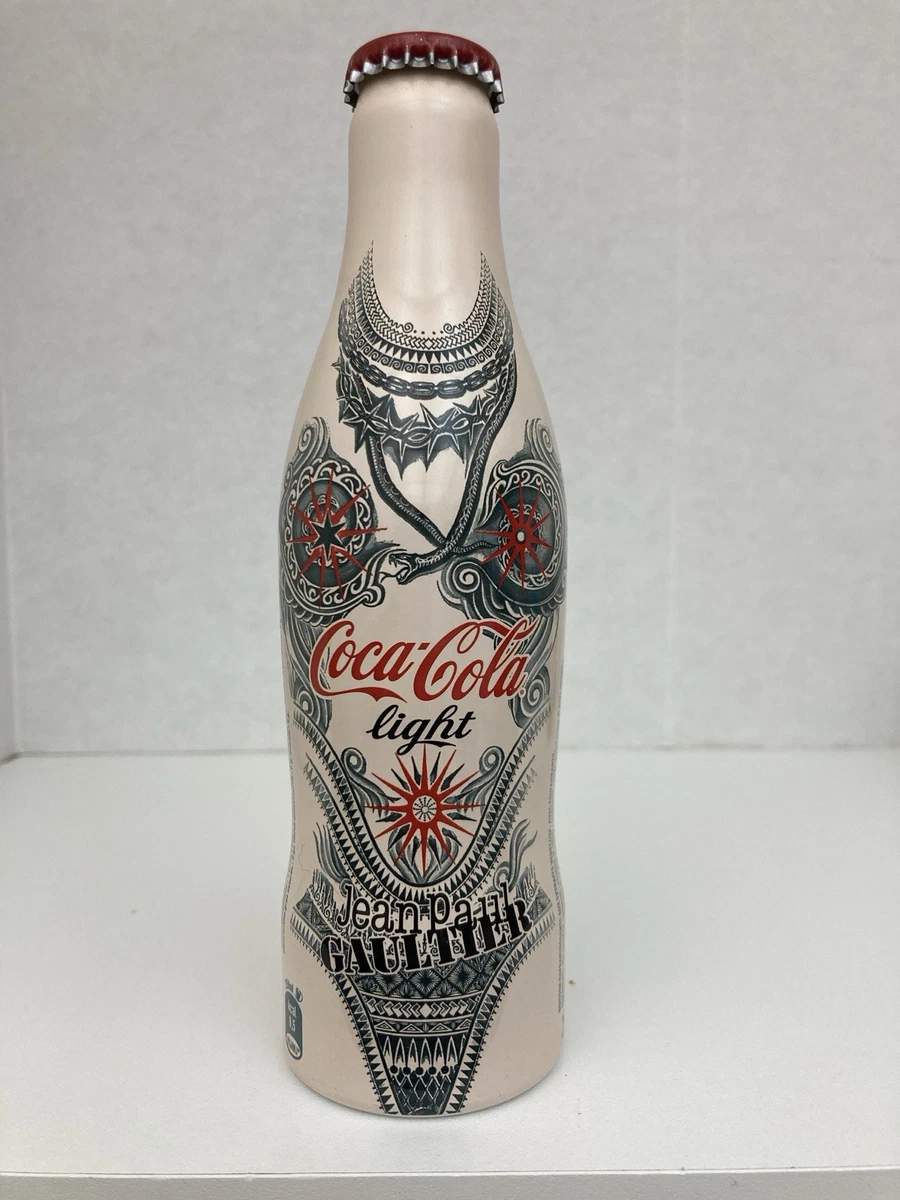 Coca-Cola
light
Jean Paul
GAULTIER